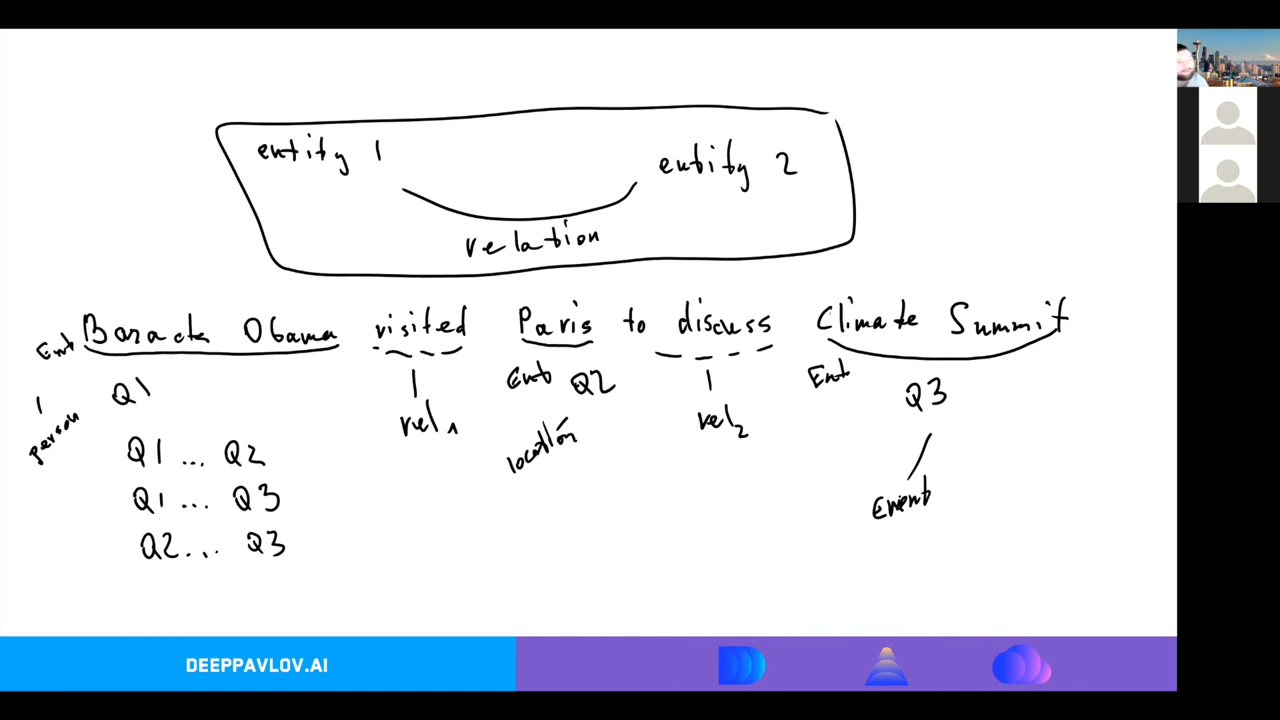 entity 1 entity 2
relation
Barack Obama visited Paris to discuss Climate Summit
Ent Ent Ent
Q1 Q2 Q3
person rel1 location rel2
Q1 ... Q2
Q1 ... Q3
Event
Q2 ... Q3
DEEPPAVLOV.AI